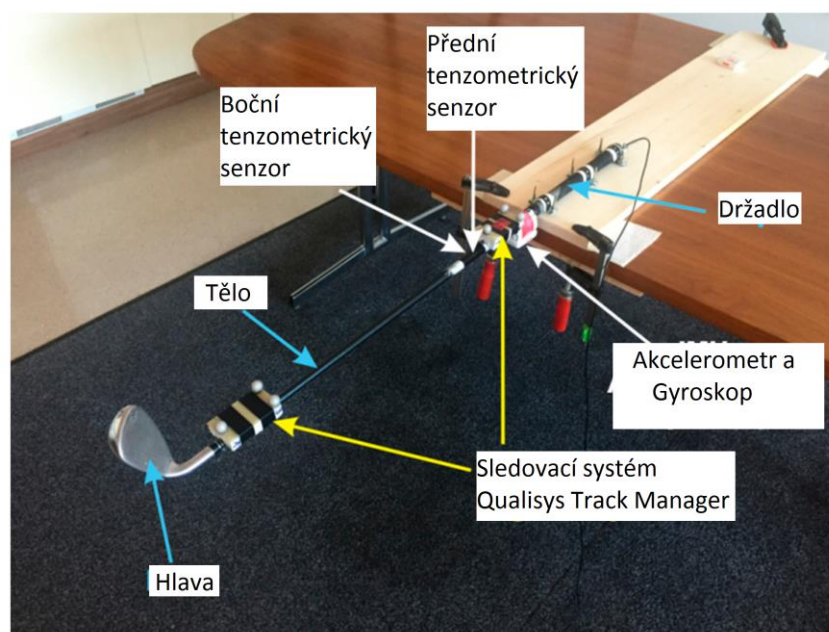 Přední
tenzometrický
senzor
Boční
tenzometrický
senzor
Držadlo
Tělo
Akcelerometr a
Gyroskop
Sledovací systém
Qualisys Track Manager
Hlava